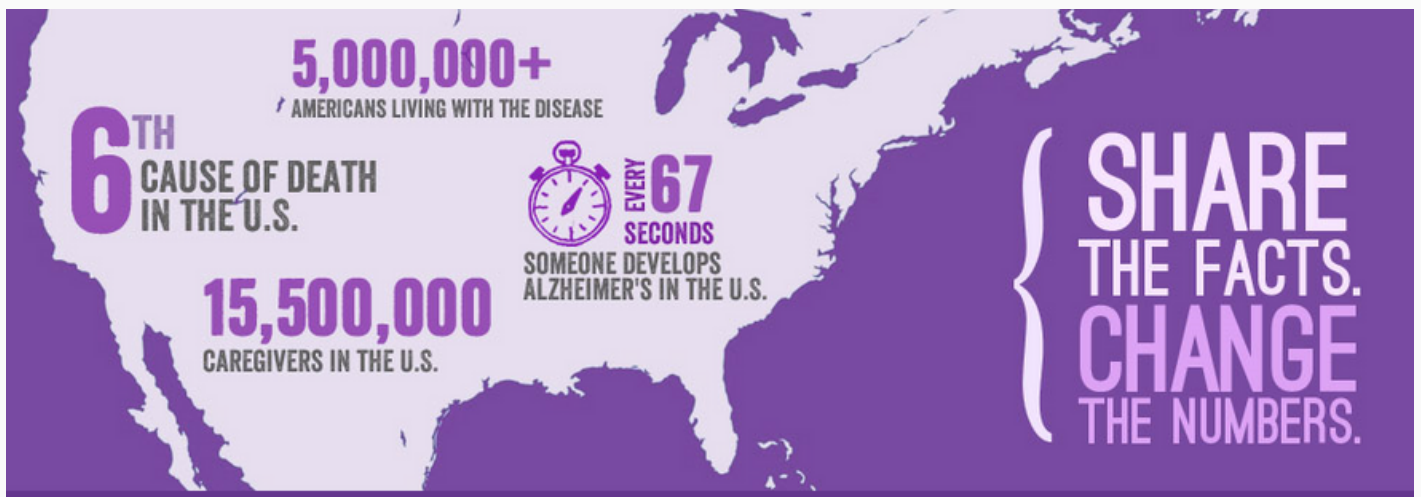 5,000,000+
AMERICANS LIVING WITH THE DISEASE
6TH
CAUSE OF DEATH
IN THE U.S.
EVERY 67
SECONDS
SOMEONE DEVELOPS
ALZHEIMER'S IN THE U.S.
15,500,000
CAREGIVERS IN THE U.S.
SHARE
THE FACTS.
CHANGE
THE NUMBERS.